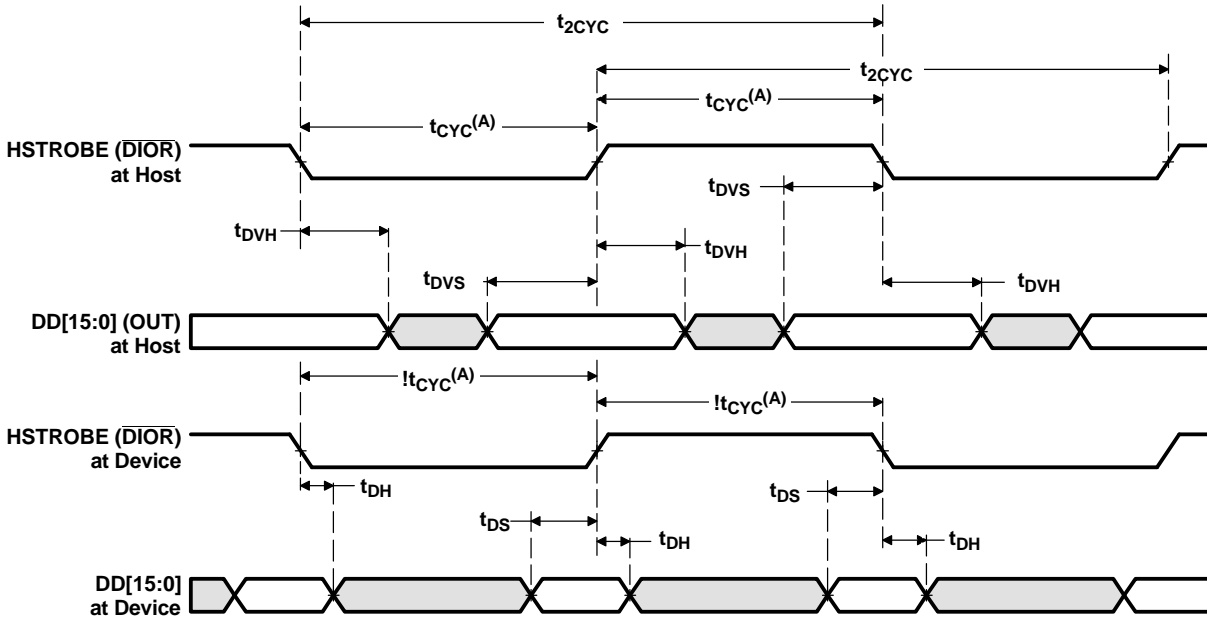 t2CYC
t2CYC
tCYC(A)
tCYC(A)
HSTROBE (DIOR)
at Host
tDVS
tDVH
tDVH
tDVS
tDVH
DD[15:0] (OUT)
at Host
!tCYC(A)
!tCYC(A)
HSTROBE (DIOR)
at Device
tDH
tDS
tDS
tDH
tDH
DD[15:0]
at Device